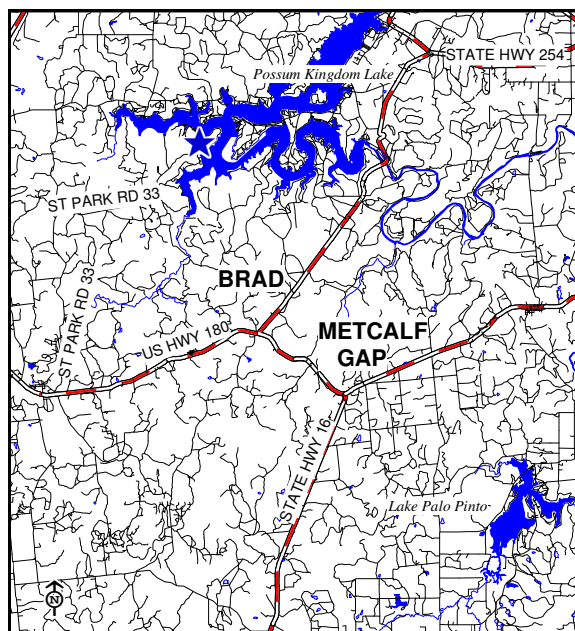 STATE HWY 254
Possum Kingdom Lake
ST PARK RD 33
ST PARK RD 33
BRAD
US HWY 180
METCALF
GAP
STATE HWY 16
Lake Palo Pinto
N